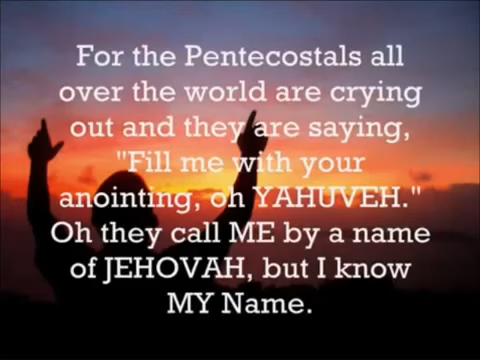 For the Pentecostals all
over the world are crying
out and they are saying,
"Fill me with your
anointing, oh YAHUVEH."
Oh they call ME by a name
of JEHOVAH, but I know
MY Name.